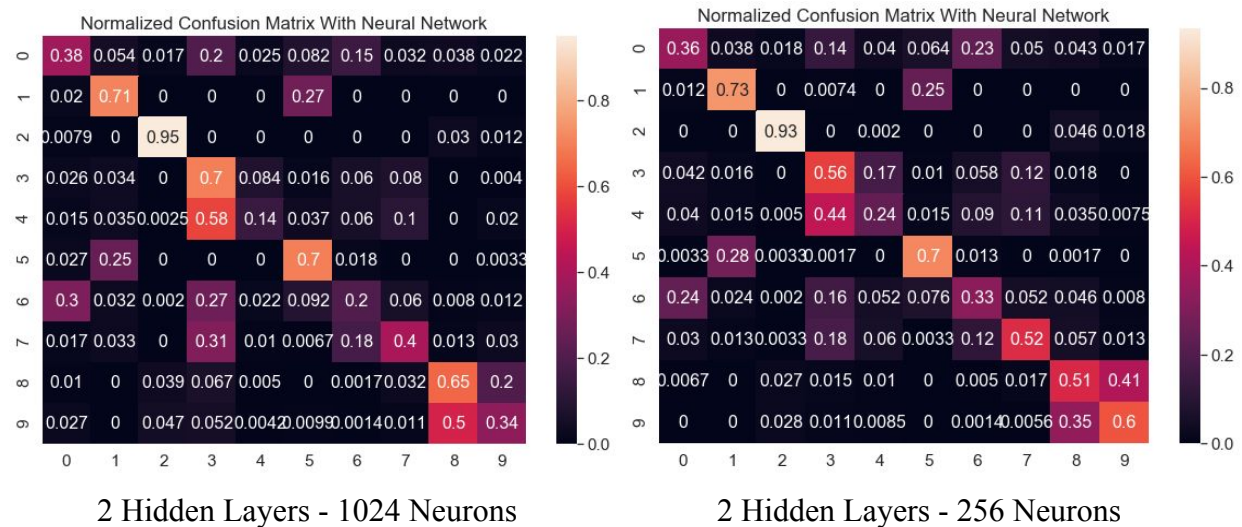 Normalized Confusion Matrix With Neural Network
0 0.38 0.054 0.017 0.2 0.025 0.082 0.15 0.032 0.038 0.022
1 0.02 0.71 0 0 0 0.27 0 0 0 0
2 0.0079 0 0.95 0 0 0 0 0 0.03 0.012
3 0.026 0.034 0 0.7 0.084 0.016 0.06 0.08 0 0.004
4 0.015 0.035 0.0025 0.58 0.14 0.037 0.06 0.1 0 0.02
5 0.027 0.25 0 0 0 0.7 0.018 0 0 0.0033
6 0.3 0.032 0.002 0.27 0.022 0.092 0.2 0.06 0.008 0.012
7 0.017 0.033 0 0.31 0.01 0.0067 0.18 0.4 0.013 0.03
8 0.01 0 0.039 0.067 0.005 0 0.0017 0.032 0.65 0.2
9 0.027 0 0.047 0.052 0.0042 0.0099 0.0014 0.011 0.5 0.34
0 1 2 3 4 5 6 7 8 9
0.8
0.6
0.4
0.2
0.0
2 Hidden Layers - 1024 Neurons
Normalized Confusion Matrix With Neural Network
0 0.36 0.038 0.018 0.14 0.04 0.064 0.23 0.05 0.043 0.017
1 0.012 0.73 0 0.0074 0 0.25 0 0 0 0
2 0 0 0.93 0 0.002 0 0 0 0.046 0.018
3 0.042 0.016 0 0.56 0.17 0.01 0.058 0.12 0.018 0
4 0.04 0.015 0.005 0.44 0.24 0.015 0.09 0.11 0.035 0.0075
5 0.0033 0.28 0.0033 0.0017 0 0.7 0.013 0 0.0017 0
6 0.24 0.024 0.002 0.16 0.052 0.076 0.33 0.052 0.046 0.008
7 0.03 0.013 0.0033 0.18 0.06 0.0033 0.12 0.52 0.057 0.013
8 0.0067 0 0.027 0.015 0.01 0 0.005 0.017 0.51 0.41
9 0 0 0.028 0.011 0.0085 0 0.0014 0.0056 0.35 0.6
0 1 2 3 4 5 6 7 8 9
0.8
0.6
0.4
0.2
0.0
2 Hidden Layers - 256 Neurons